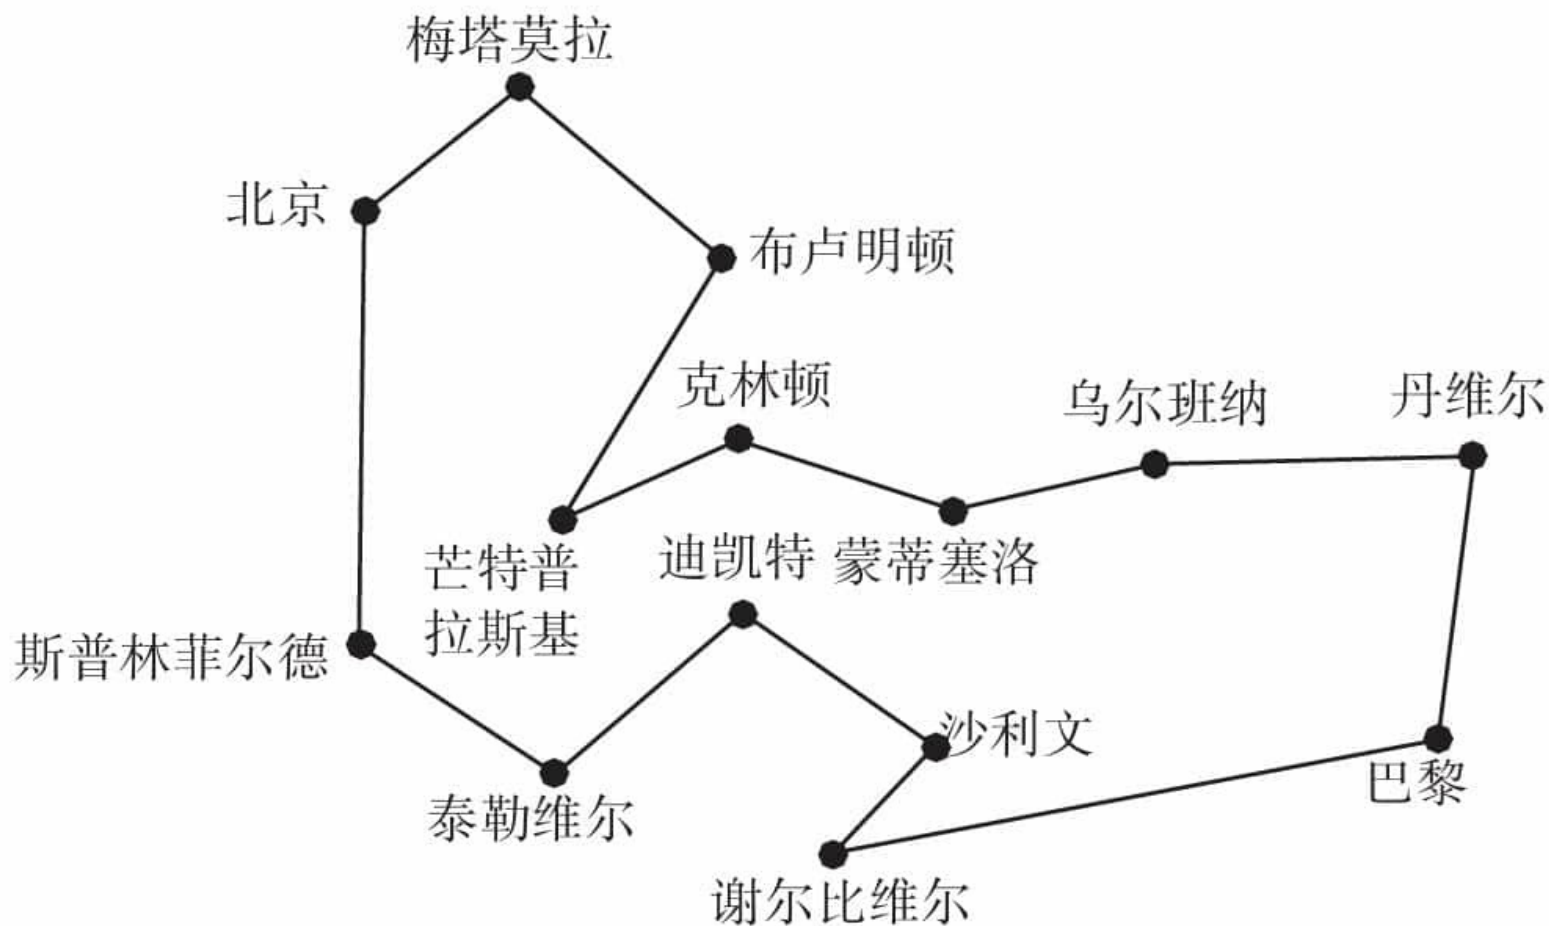 梅塔莫拉
北京
布卢明顿
克林顿
乌尔班纳
丹维尔
芒特普
拉斯基
迪凯特
蒙蒂塞洛
斯普林菲尔德
沙利文
巴黎
泰勒维尔
谢尔比维尔